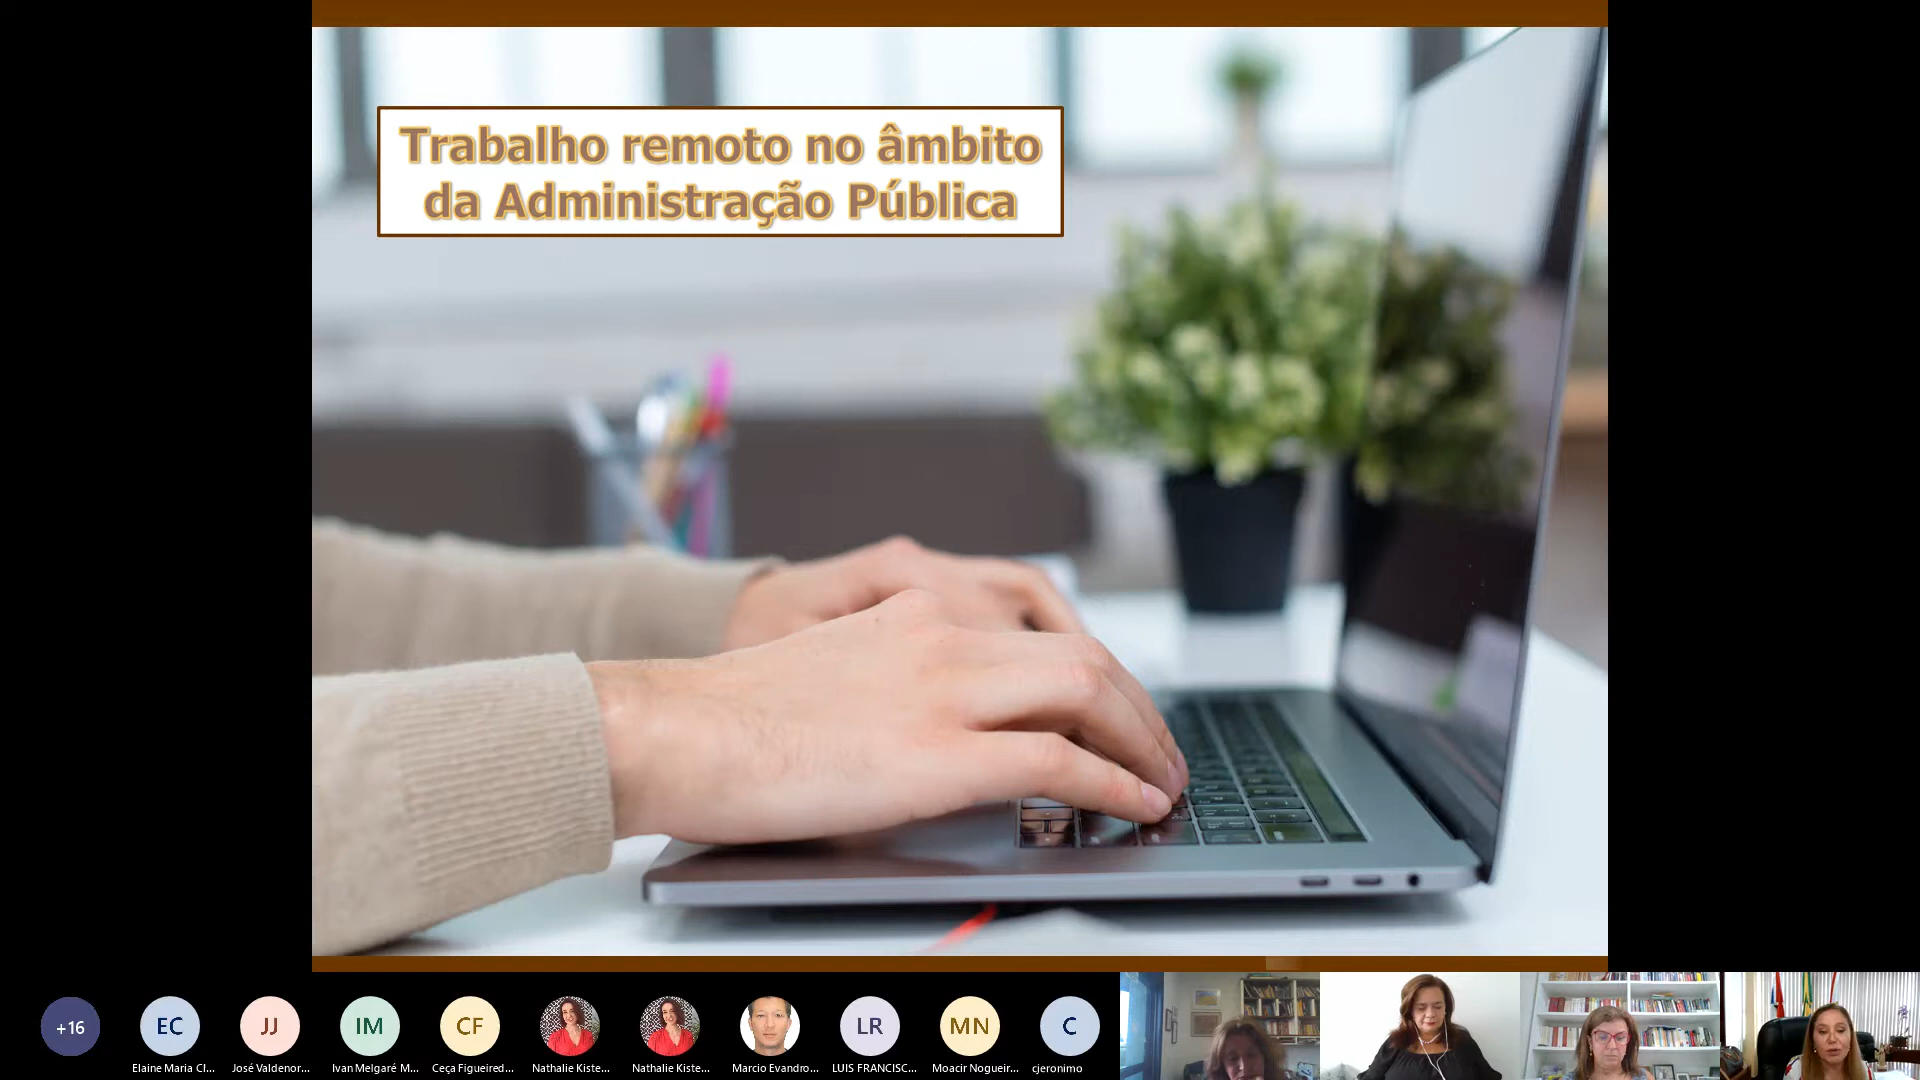 Trabalho remoto no âmbito
da Administração Pública
+16
EC
JJ
IM
CF
LR
MN
C
Elaine Maria Cl...
José Valdenor...
Ivan Melgaré M...
Ceça Figueired...
Nathalie Kiste...
Nathalie Kiste...
Marcio Evandro...
LUIS FRANCISC...
Moacir Nogueir...
cjeronimo